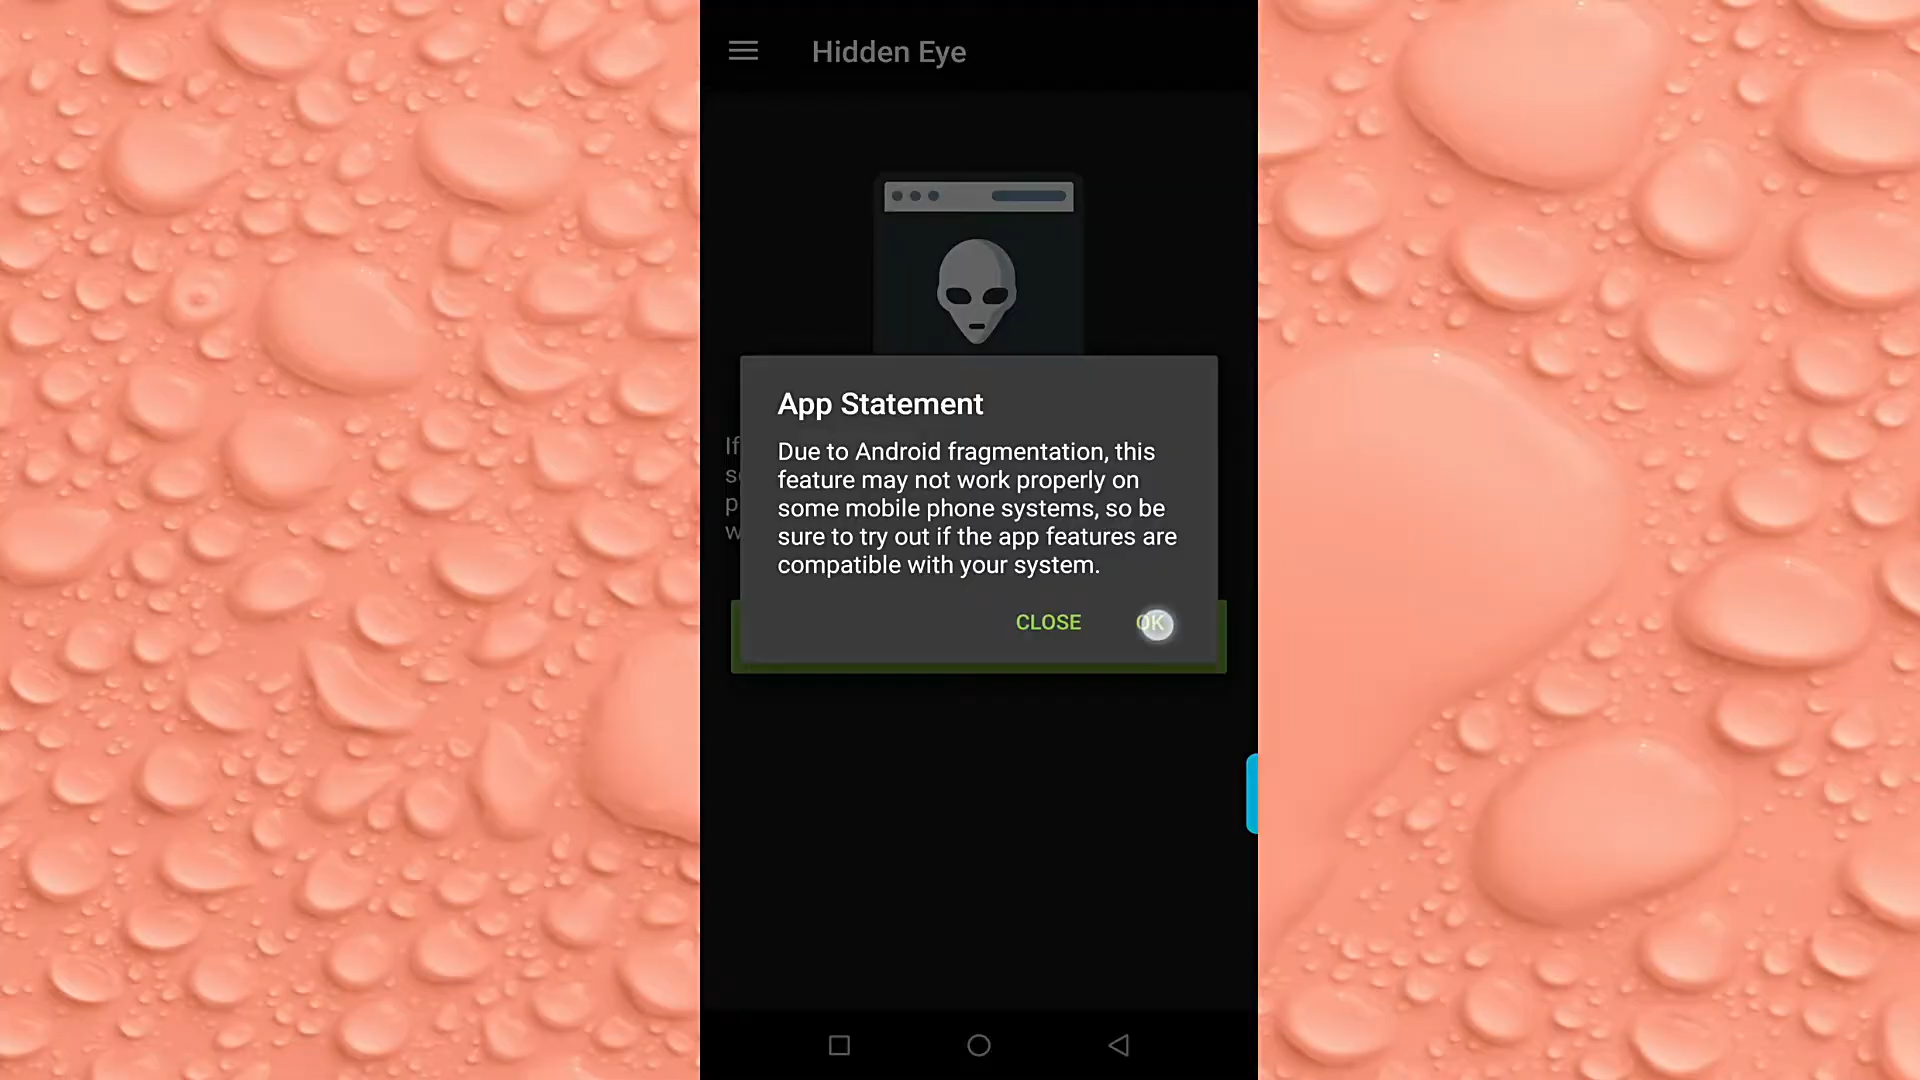 Hidden Eye
App Statement
Due to Android fragmentation, this
feature may not work properly on
some mobile phone systems, so be
sure to try out if the app features are
compatible with your system.
CLOSE OK